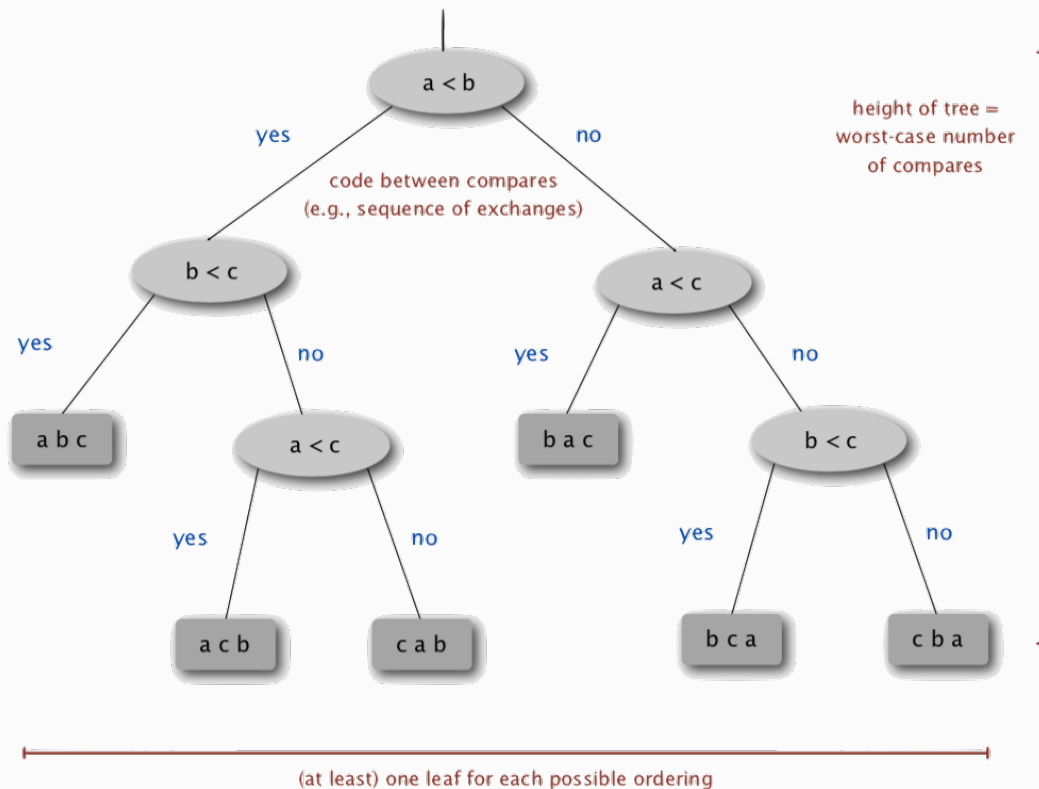 a < b
height of tree =
worst-case number
of compares
yes
no
code between compares
(e.g., sequence of exchanges)
b < c
a < c
yes
no
yes
no
a b c
a < c
b a c
b < c
yes
no
yes
no
a c b
c a b
b c a
c b a
(at least) one leaf for each possible ordering